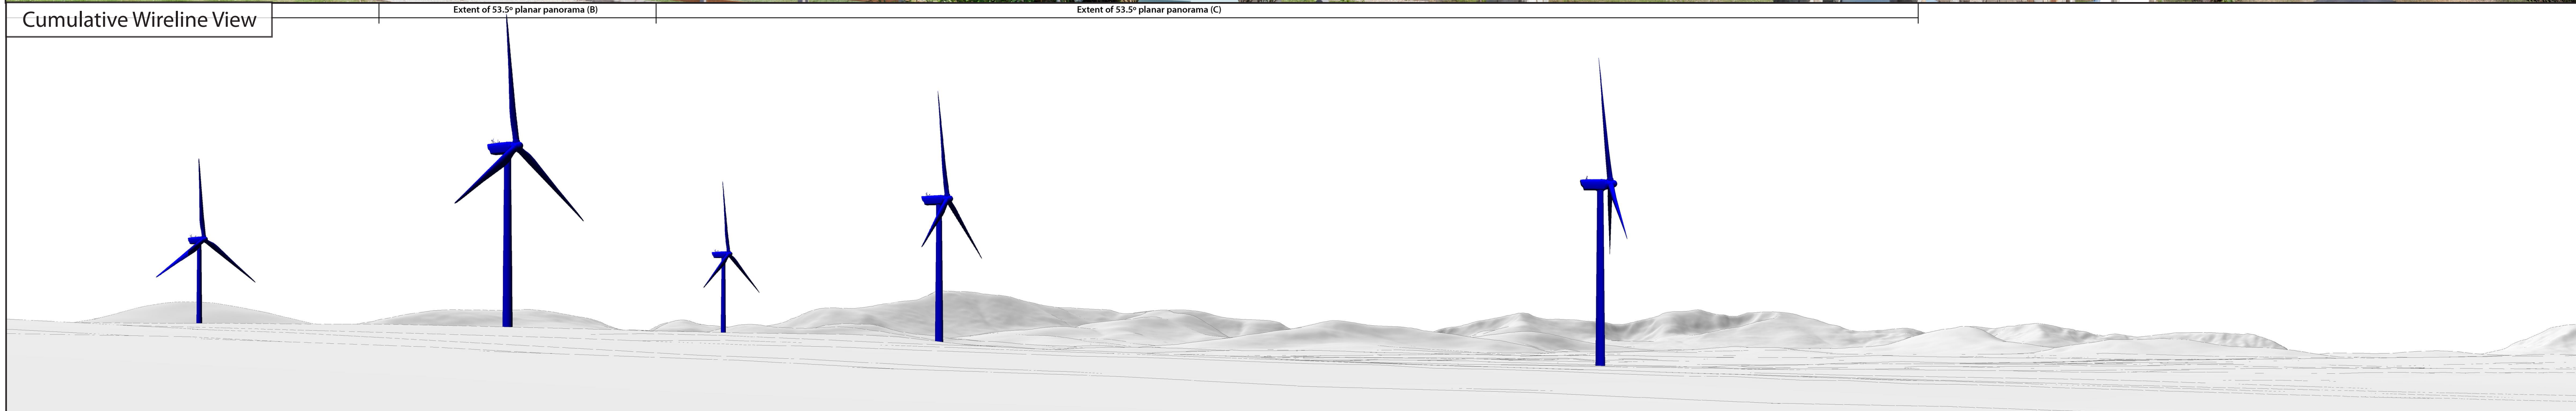 Cumulative Wireline View
Extent of 53.5º planar panorama (B)
Extent of 53.5º planar panorama (C)